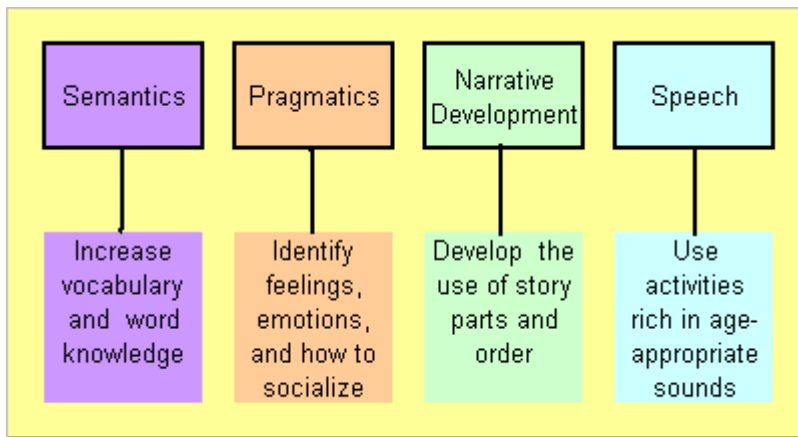 Semantics
Pragmatics
Narrative
Development
Speech
Increase
vocabulary
and word
knowledge
Identify
feelings,
emotions,
and how to
socialize
Develop the
use of story
parts and
order
Use
activities
rich in age-
appropriate
sounds